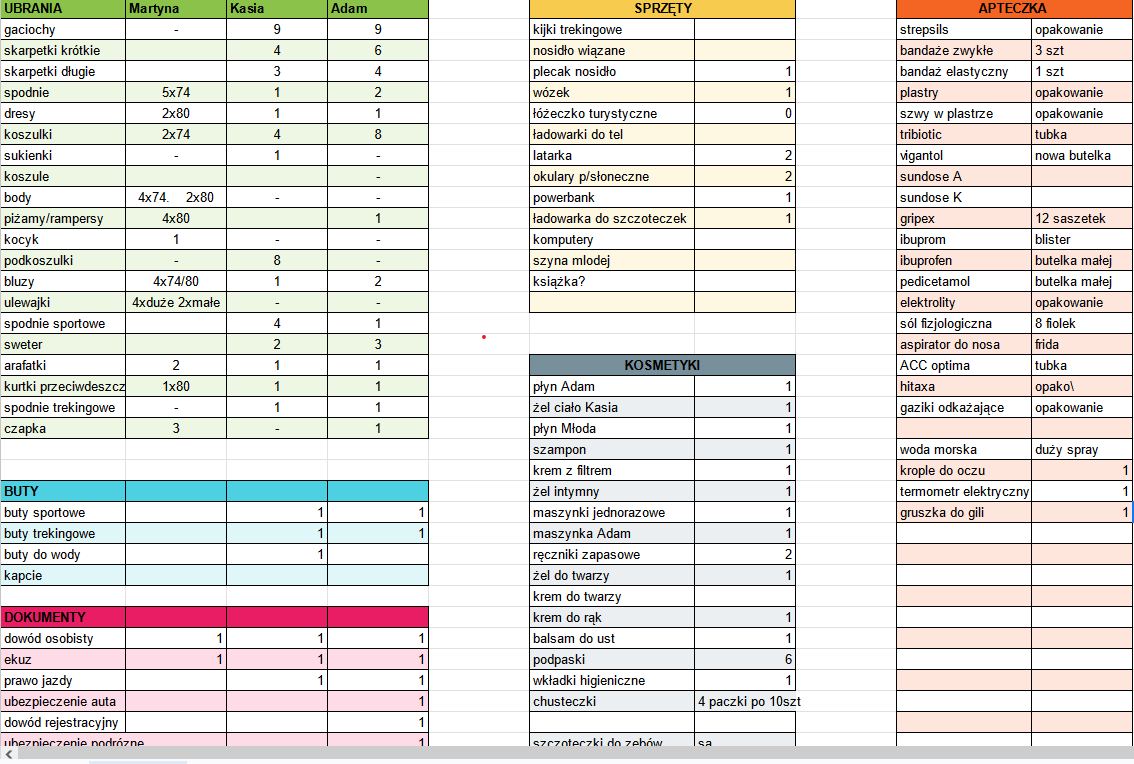 UBRANIA Martyna Kasia Adam
gaciochy - 9 9
skarpetki krótkie 4 6
skarpetki długie 3 4
spodnie 5x74 1 2
dresy 2x80 1 1
koszulki 2x74 4 8
sukienki - 1 -
koszule -
body 4x74. 2x80 - -
piżamy/rampersy 4x80 1
kocyk 1 - -
podkoszulki - 8 -
bluzy 4x74/80 1 2
ulewajki 4xduże 2xmałe - -
spodnie sportowe 4 1
sweter 2 3
arafatki 2 1 1
kurtki przeciwdeszcz 1x80 1 1
spodnie trekingowe - 1 1
czapka 3 - 1
BUTY
buty sportowe 1 1
buty trekingowe 1 1
buty do wody 1
kapcie
DOKUMENTY
dowód osobisty 1 1 1
ekuz 1 1 1
prawo jazdy 1 1
ubezpieczenie auta 1
dowód rejestracyjny 1
ubezpieczenie podróżne 1
SPRZĘTY
kijki trekingowe
nosidło wiązane
plecak nosidło 1
wózek 1
łóżeczko turystyczne 0
ładowarki do tel
latarka 2
okulary p/słoneczne 2
powerbank 1
ładowarka do szczoteczek 1
komputery
szyna mlodej
książka?
KOSMETYKI
płyn Adam 1
żel ciało Kasia 1
płyn Młoda 1
szampon 1
krem z filtrem 1
żel intymny 1
maszynki jednorazowe 1
maszynka Adam 1
ręczniki zapasowe 2
żel do twarzy 1
krem do twarzy
krem do rąk 1
balsam do ust 1
podpaski 6
wkładki higieniczne 1
chusteczki 4 paczki po 10szt
szczoteczki do zębów są
APTECZKA
strepsils opakowanie
bandaże zwykłe 3 szt
bandaż elastyczny 1 szt
plastry opakowanie
szwy w plastrze opakowanie
tribiotic tubka
vigantol nowa butelka
sundose A
sundose K
gripex 12 saszetek
ibuprom blister
ibuprofen butelka małej
pedicetamol butelka małej
elektrolity opakowanie
sól fizjologiczna 8 fiolek
aspirator do nosa frida
ACC optima tubka
hitaxa opako\
gaziki odkażające opakowanie
woda morska duży spray
krople do oczu 1
termometr elektryczny 1
gruszka do gili 1